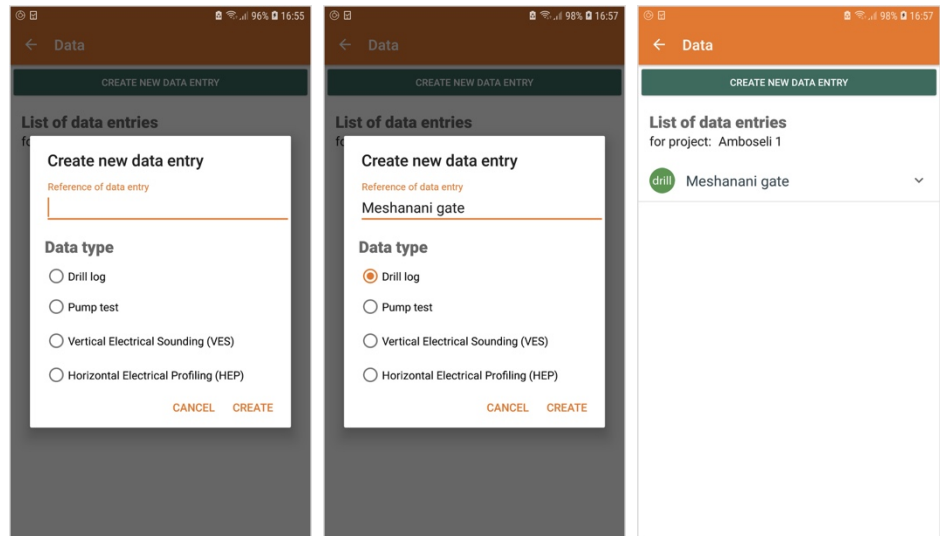 96% 16:55
Data
CREATE NEW DATA ENTRY
List of data entries
fo
Create new data entry
Reference of data entry
Data type
Drill log
Pump test
Vertical Electrical Sounding (VES)
Horizontal Electrical Profiling (HEP)
CANCEL CREATE
98% 16:57
Data
CREATE NEW DATA ENTRY
List of data entries
fo
Create new data entry
Reference of data entry
Meshanani gate
Data type
Drill log
Pump test
Vertical Electrical Sounding (VES)
Horizontal Electrical Profiling (HEP)
CANCEL CREATE
98% 16:57
Data
CREATE NEW DATA ENTRY
List of data entries
for project: Amboseli 1
drill Meshanani gate